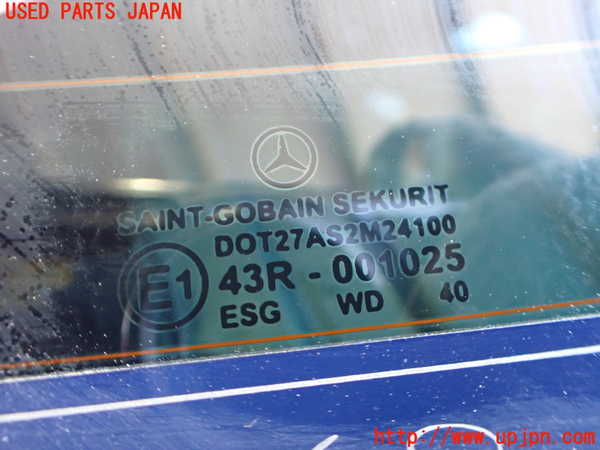 USED PARTS JAPAN
SAINT-GOBAIN SEKURIT
DOT27AS2M24100
E1 43R - 001025
ESG WD 40
http://www.upjpn.com